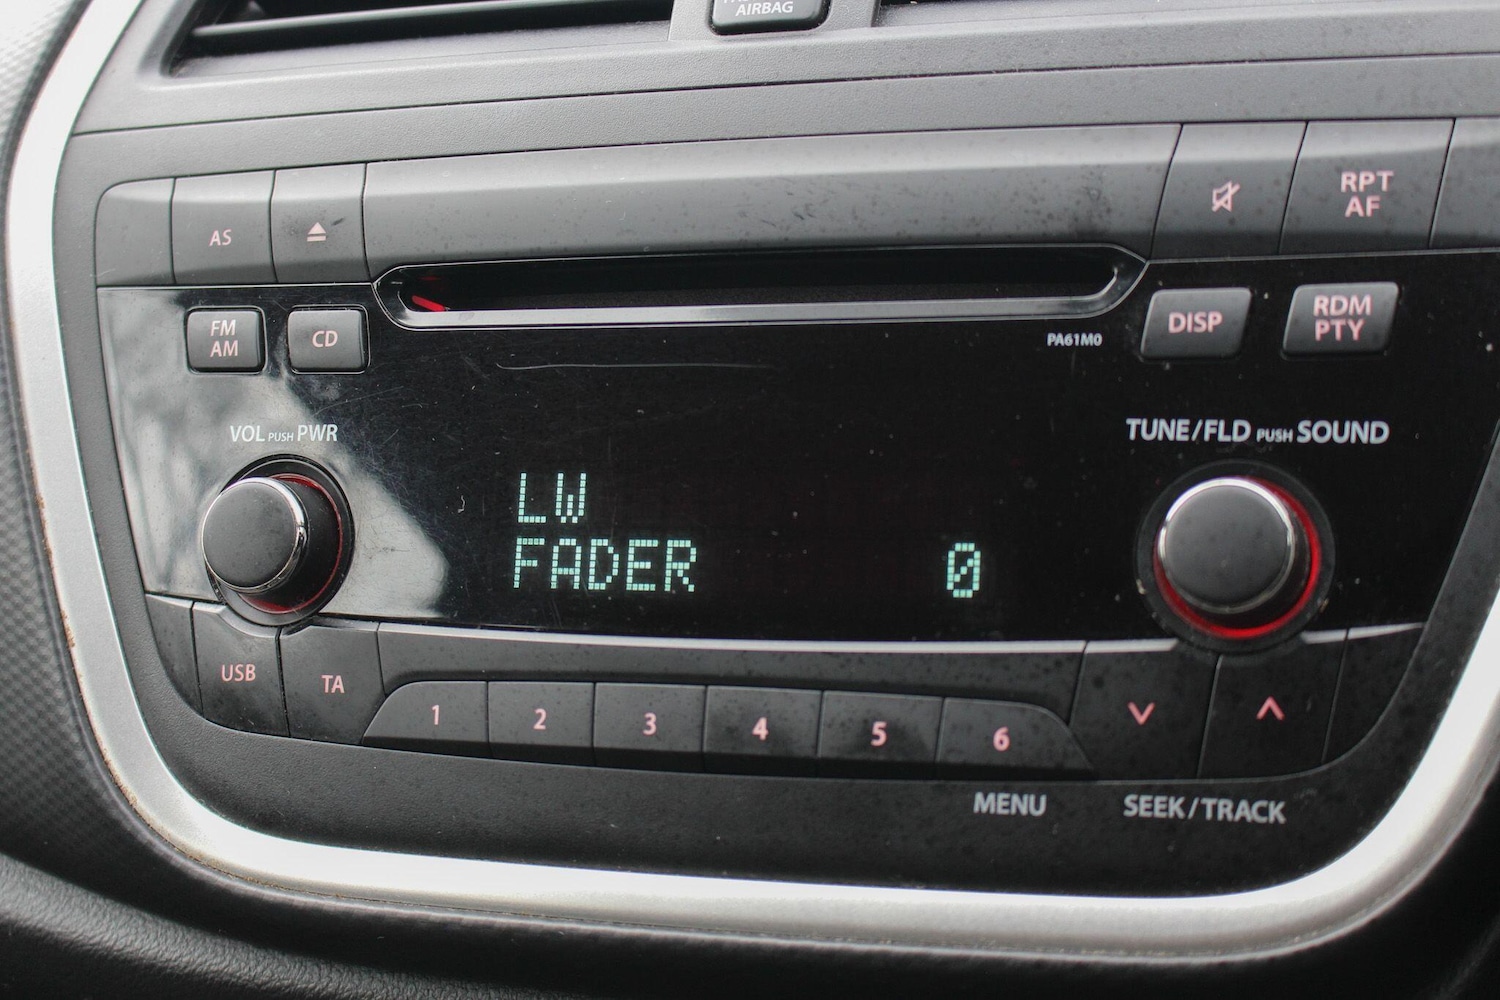 AIRBAG
AS
RPT
AF
FM
AM
CD
PA61M0
DISP
RDM
PTY
VOL PUSH PWR
TUNE/FLD PUSH SOUND
LW
FADER 0
USB
TA
1 2 3 4 5 6
MENU
SEEK/TRACK